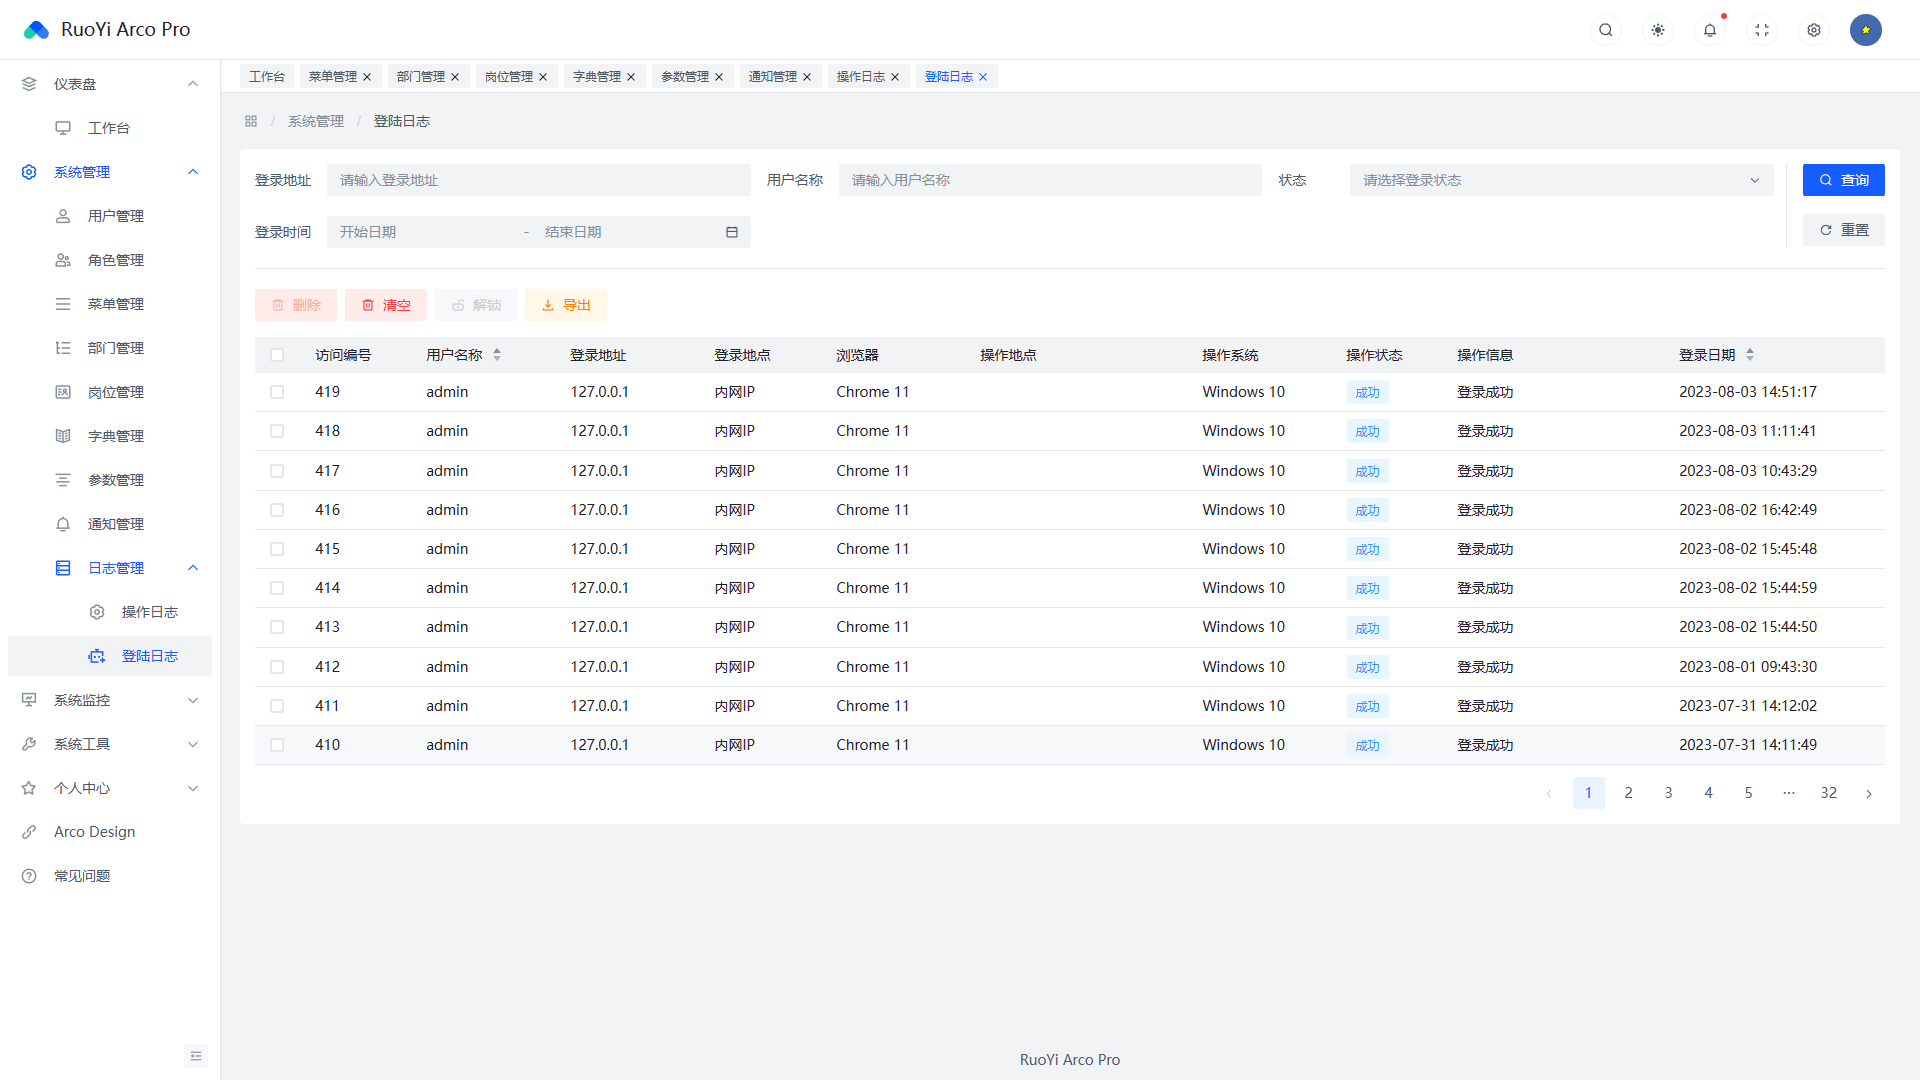 RuoYi Arco Pro
仪表盘
工作台
系统管理
用户管理
角色管理
菜单管理
部门管理
岗位管理
字典管理
参数管理
通知管理
日志管理
操作日志
登陆日志
系统监控
系统工具
个人中心
Arco Design
常见问题
工作台 菜单管理 部门管理 岗位管理 字典管理 参数管理 通知管理 操作日志 登陆日志
/ 系统管理 / 登陆日志
登录地址 请输入登录地址 用户名称 请输入用户名称 状态 请选择登录状态 查询
登录时间 开始日期 - 结束日期 重置
删除 清空 解锁 导出
访问编号 用户名称 登录地址 登录地点 浏览器 操作地点 操作系统 操作状态 操作信息 登录日期
419 admin 127.0.0.1 内网IP Chrome 11 Windows 10 成功 登录成功 2023-08-03 14:51:17
418 admin 127.0.0.1 内网IP Chrome 11 Windows 10 成功 登录成功 2023-08-03 11:11:41
417 admin 127.0.0.1 内网IP Chrome 11 Windows 10 成功 登录成功 2023-08-03 10:43:29
416 admin 127.0.0.1 内网IP Chrome 11 Windows 10 成功 登录成功 2023-08-02 16:42:49
415 admin 127.0.0.1 内网IP Chrome 11 Windows 10 成功 登录成功 2023-08-02 15:45:48
414 admin 127.0.0.1 内网IP Chrome 11 Windows 10 成功 登录成功 2023-08-02 15:44:59
413 admin 127.0.0.1 内网IP Chrome 11 Windows 10 成功 登录成功 2023-08-02 15:44:50
412 admin 127.0.0.1 内网IP Chrome 11 Windows 10 成功 登录成功 2023-08-01 09:43:30
411 admin 127.0.0.1 内网IP Chrome 11 Windows 10 成功 登录成功 2023-07-31 14:12:02
410 admin 127.0.0.1 内网IP Chrome 11 Windows 10 成功 登录成功 2023-07-31 14:11:49
1 2 3 4 5 ··· 32
RuoYi Arco Pro